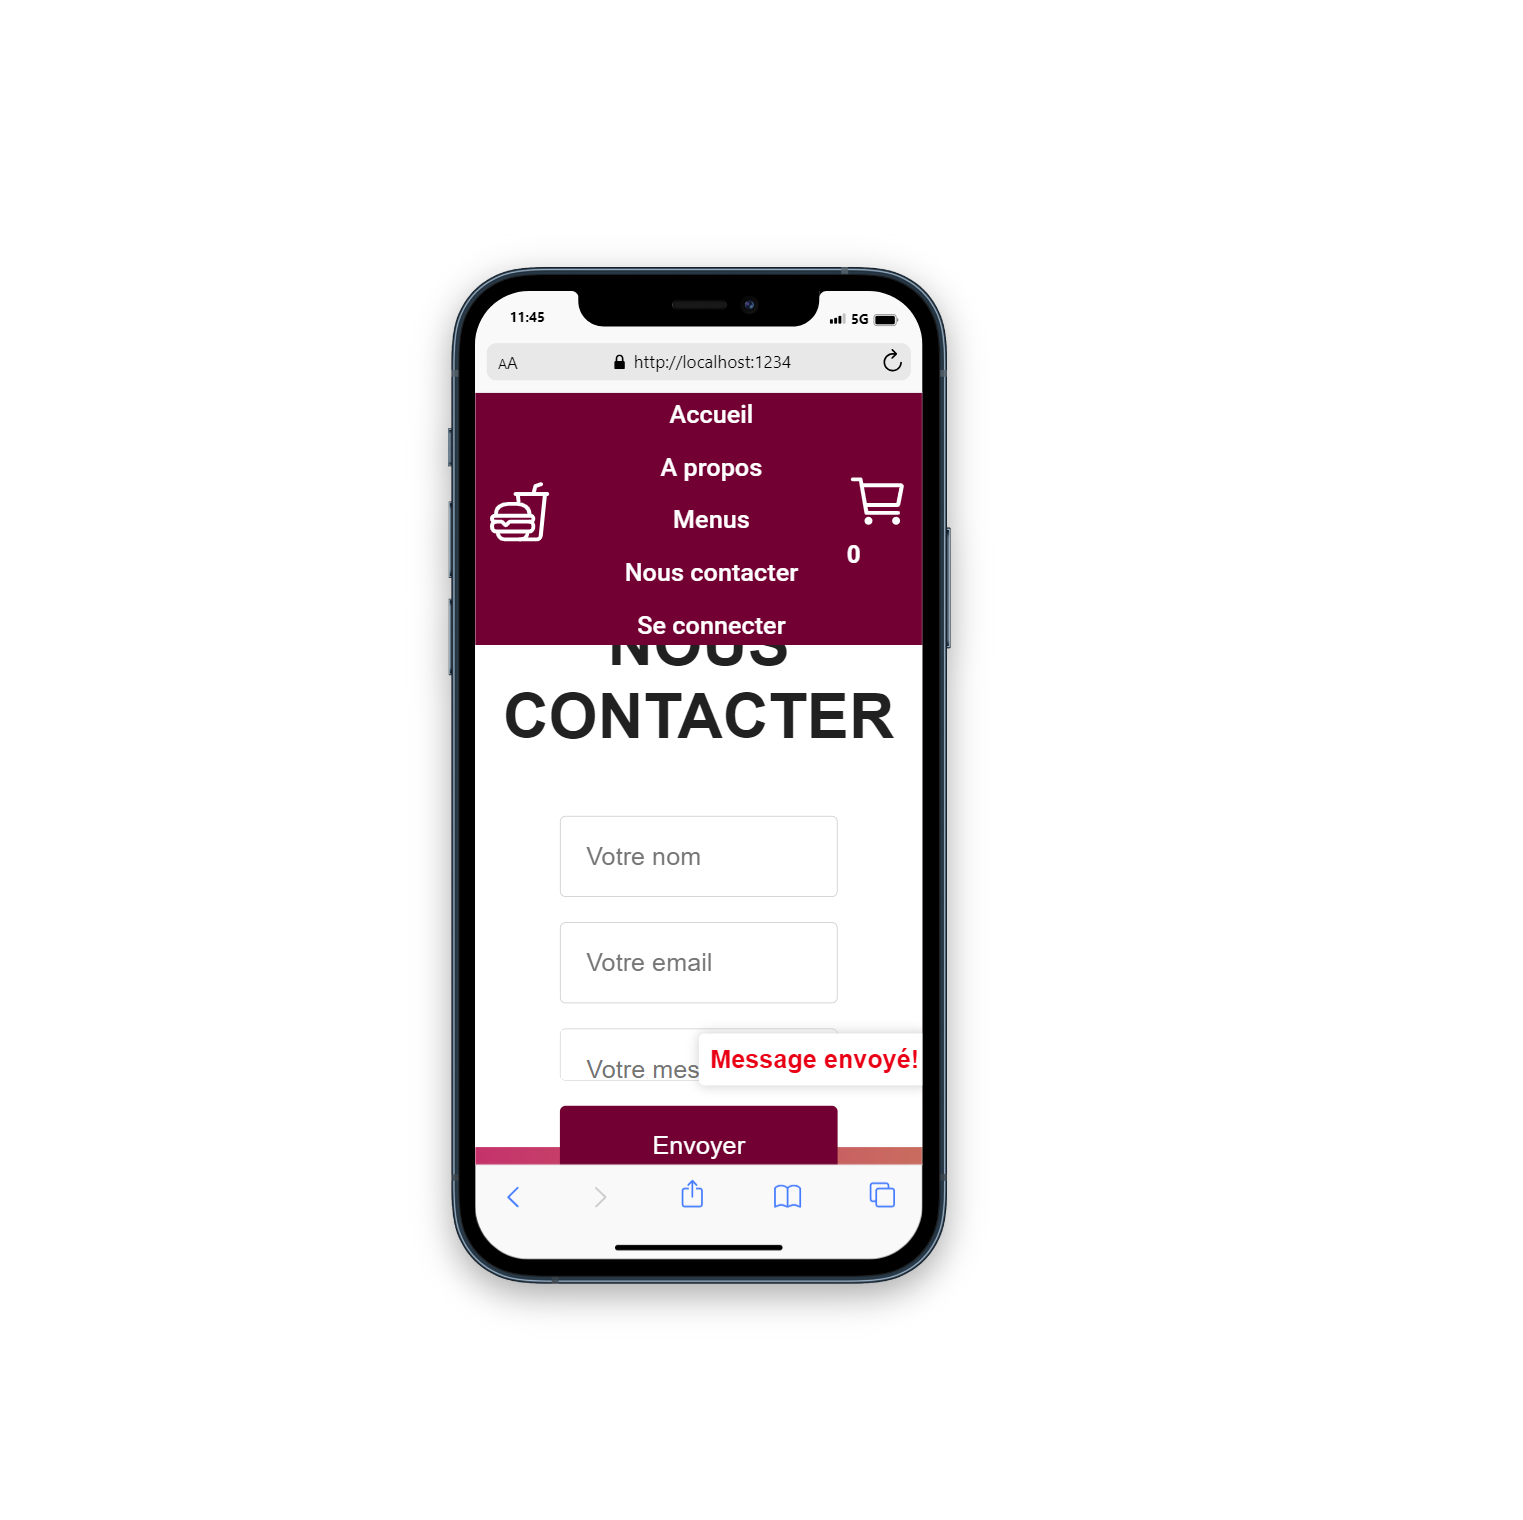 11:45
5G
AA
http://localhost:1234
Accueil
A propos
Menus
Nous contacter
0
Se connecter
NOUS
CONTACTER
Votre nom
Votre email
Votre mes
Message envoyé!
Envoyer